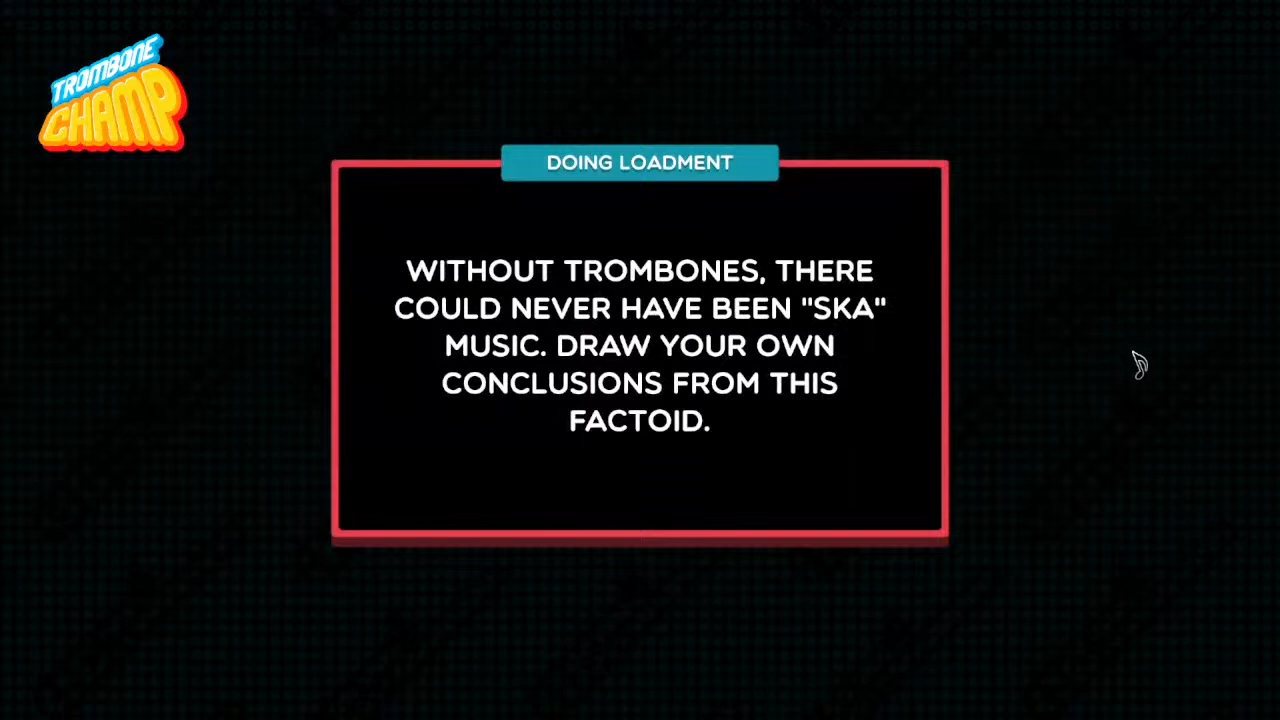 TROMBONE
CHAMP
DOING LOADMENT
WITHOUT TROMBONES, THERE
COULD NEVER HAVE BEEN "SKA"
MUSIC. DRAW YOUR OWN
CONCLUSIONS FROM THIS
FACTOID.